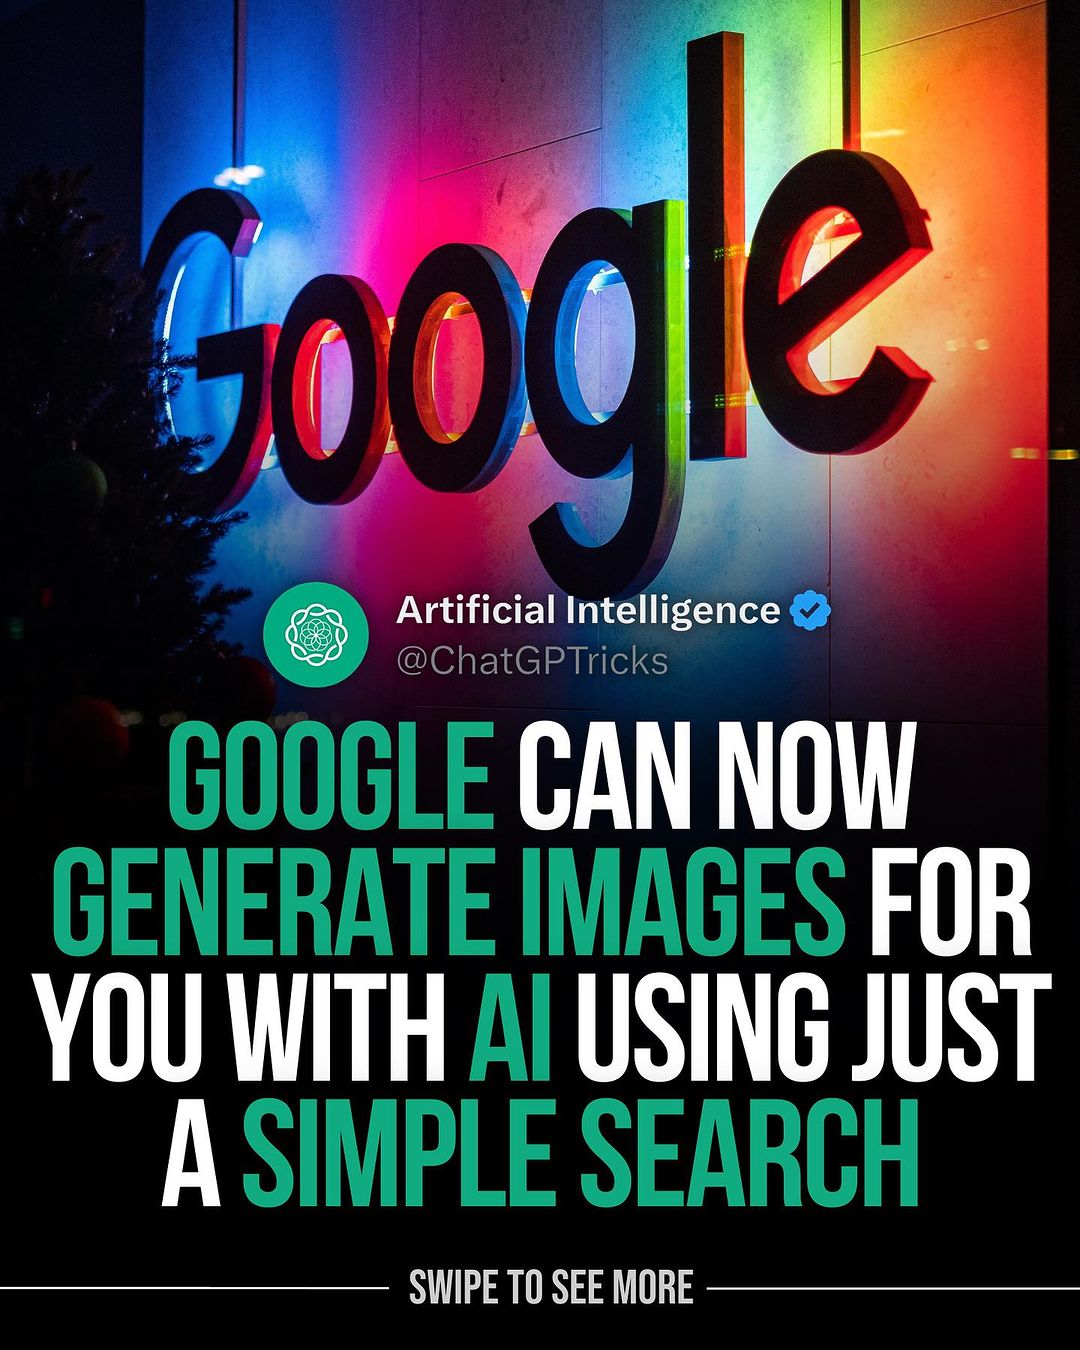 Google
Artificial Intelligence
@ChatGPTricks
GOOGLE CAN NOW
GENERATE IMAGES FOR
YOU WITH AI USING JUST
A SIMPLE SEARCH
SWIPE TO SEE MORE